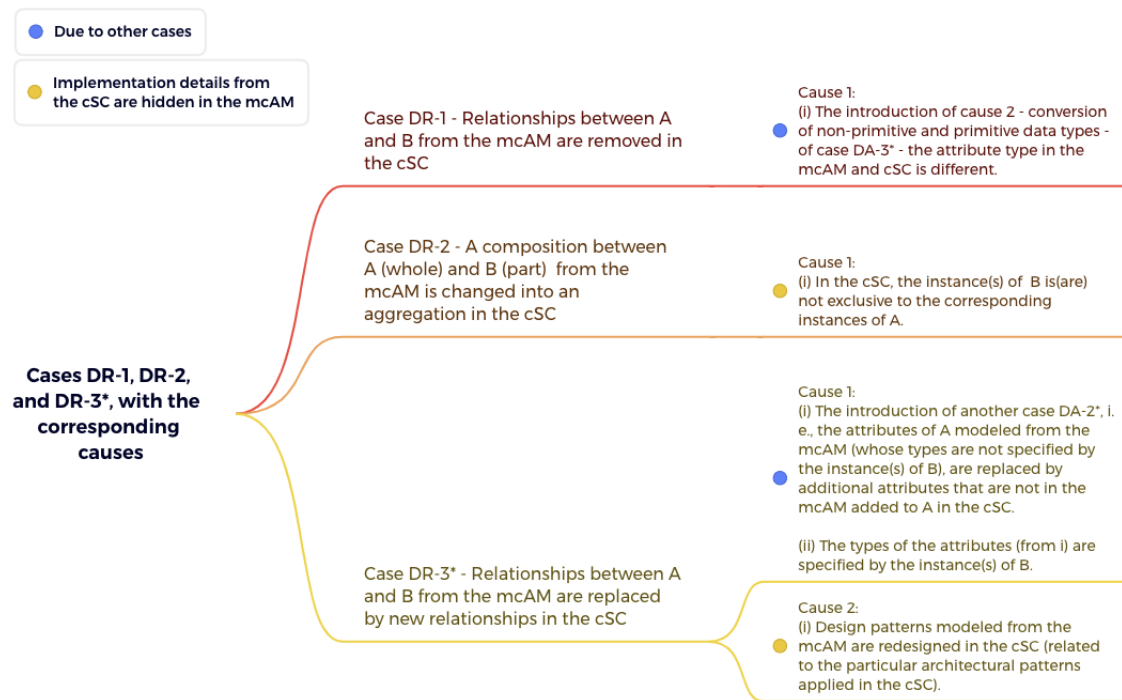 Due to other cases
Implementation details from
the cSC are hidden in the mcAM
Cases DR-1, DR-2,
and DR-3*, with the
corresponding
causes
Case DR-1 - Relationships between A
and B from the mcAM are removed in
the cSC
Cause 1:
(i) The introduction of cause 2 - conversion
of non-primitive and primitive data types -
of case DA-3* - the attribute type in the
mcAM and cSC is different.
Case DR-2 - A composition between
A (whole) and B (part) from the
mcAM is changed into an
aggregation in the cSC
Cause 1:
(i) In the cSC, the instance(s) of B is(are)
not exclusive to the corresponding
instances of A.
Case DR-3* - Relationships between A
and B from the mcAM are replaced
by new relationships in the cSC
Cause 1:
(i) The introduction of another case DA-2*, i.
e., the attributes of A modeled from the
mcAM (whose types are not specified by
the instance(s) of B), are replaced by
additional attributes that are not in the
mcAM added to A in the cSC.
(ii) The types of the attributes (from i) are
specified by the instance(s) of B.
Cause 2:
(i) Design patterns modeled from the
mcAM are redesigned in the cSC (related
to the particular architectural patterns
applied in the cSC).